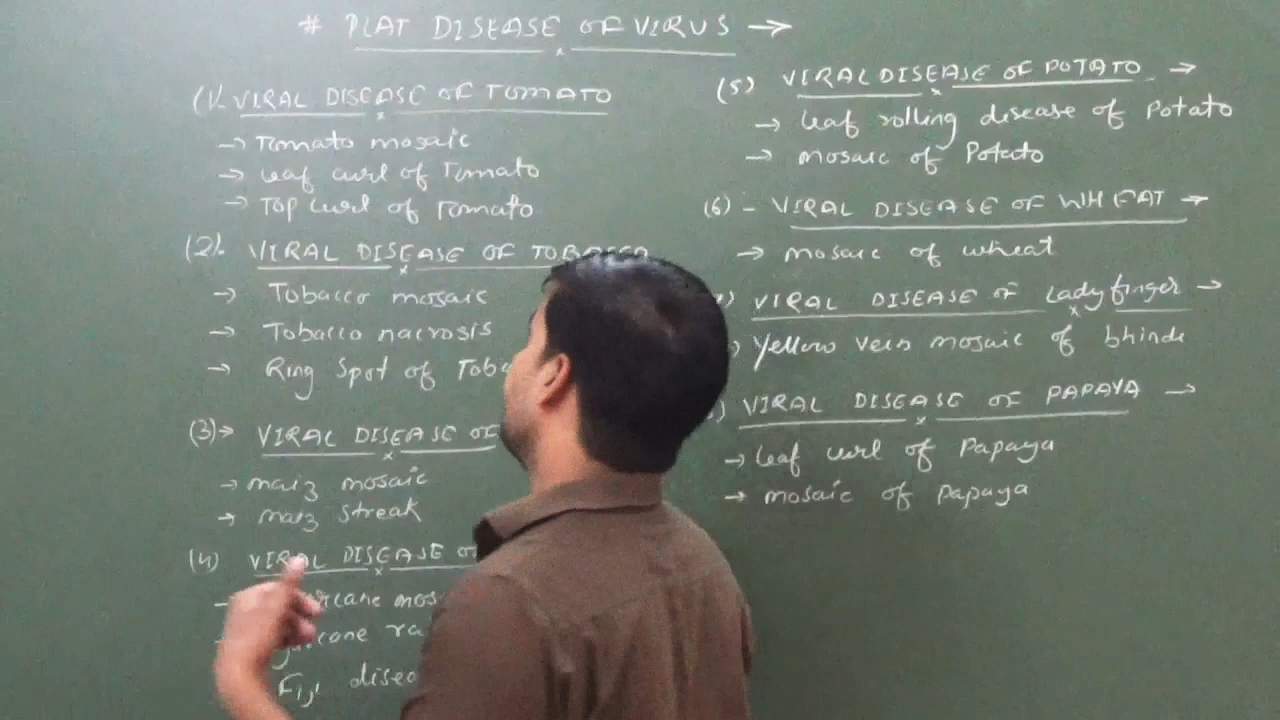 # PLAT DISEASE OF VIRUS →
(1). VIRAL DISEASE OF TOMATO
→ Tomato mosaic
→ leaf curl of Tomato
→ Top curl of Tomato
(2). VIRAL DISEASE OF TOBACCO
→ Tobacco mosaic
→ Tobacco nacrosis
→ Ring Spot of
(3)→ VIRAL DISEASE OF
→ maiz mosaic
→ maiz streak
(4) VIRAL DISEASE
Fiji
(5) VIRAL DISEASE OF POTATO →
→ leaf rolling disease of Potato
→ mosaic of Potato
(6) - VIRAL DISEASE OF WHEAT →
→ mosaic of wheat
VIRAL DISEASE OF Lady finger →
Yellow vein mosaic of bhindi
VIRAL DISEASE OF PAPAYA →
→ leaf curl of Papaya
→ mosaic of papaya